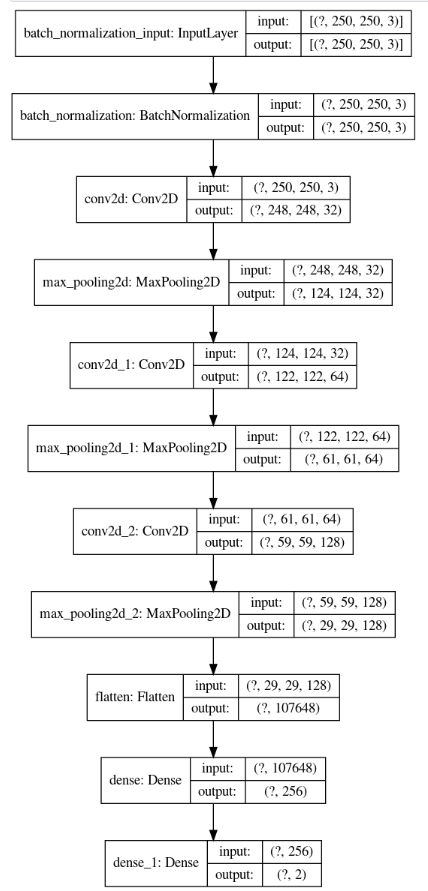 batch_normalization_input: InputLayer
input: [(?, 250, 250, 3)]
output: [(?, 250, 250, 3)]
batch_normalization: BatchNormalization
input: (?, 250, 250, 3)
output: (?, 250, 250, 3)
conv2d: Conv2D
input: (?, 250, 250, 3)
output: (?, 248, 248, 32)
max_pooling2d: MaxPooling2D
input: (?, 248, 248, 32)
output: (?, 124, 124, 32)
conv2d_1: Conv2D
input: (?, 124, 124, 32)
output: (?, 122, 122, 64)
max_pooling2d_1: MaxPooling2D
input: (?, 122, 122, 64)
output: (?, 61, 61, 64)
conv2d_2: Conv2D
input: (?, 61, 61, 64)
output: (?, 59, 59, 128)
max_pooling2d_2: MaxPooling2D
input: (?, 59, 59, 128)
output: (?, 29, 29, 128)
flatten: Flatten
input: (?, 29, 29, 128)
output: (?, 107648)
dense: Dense
input: (?, 107648)
output: (?, 256)
dense_1: Dense
input: (?, 256)
output: (?, 2)